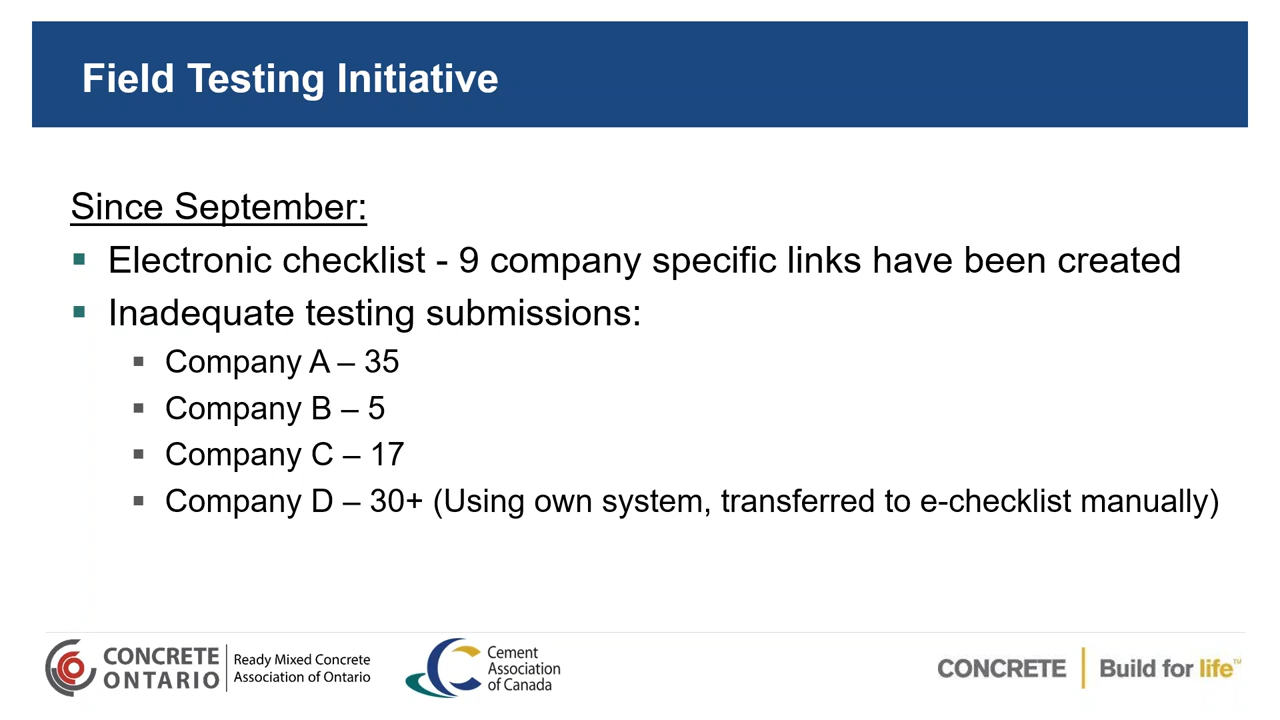 Field Testing Initiative
Since September:
▪ Electronic checklist - 9 company specific links have been created
▪ Inadequate testing submissions:
▪ Company A – 35
▪ Company B – 5
▪ Company C – 17
▪ Company D – 30+ (Using own system, transferred to e-checklist manually)
CONCRETE
ONTARIO
Ready Mixed Concrete
Association of Ontario
Cement
Association
of Canada
CONCRETE | Build for life™